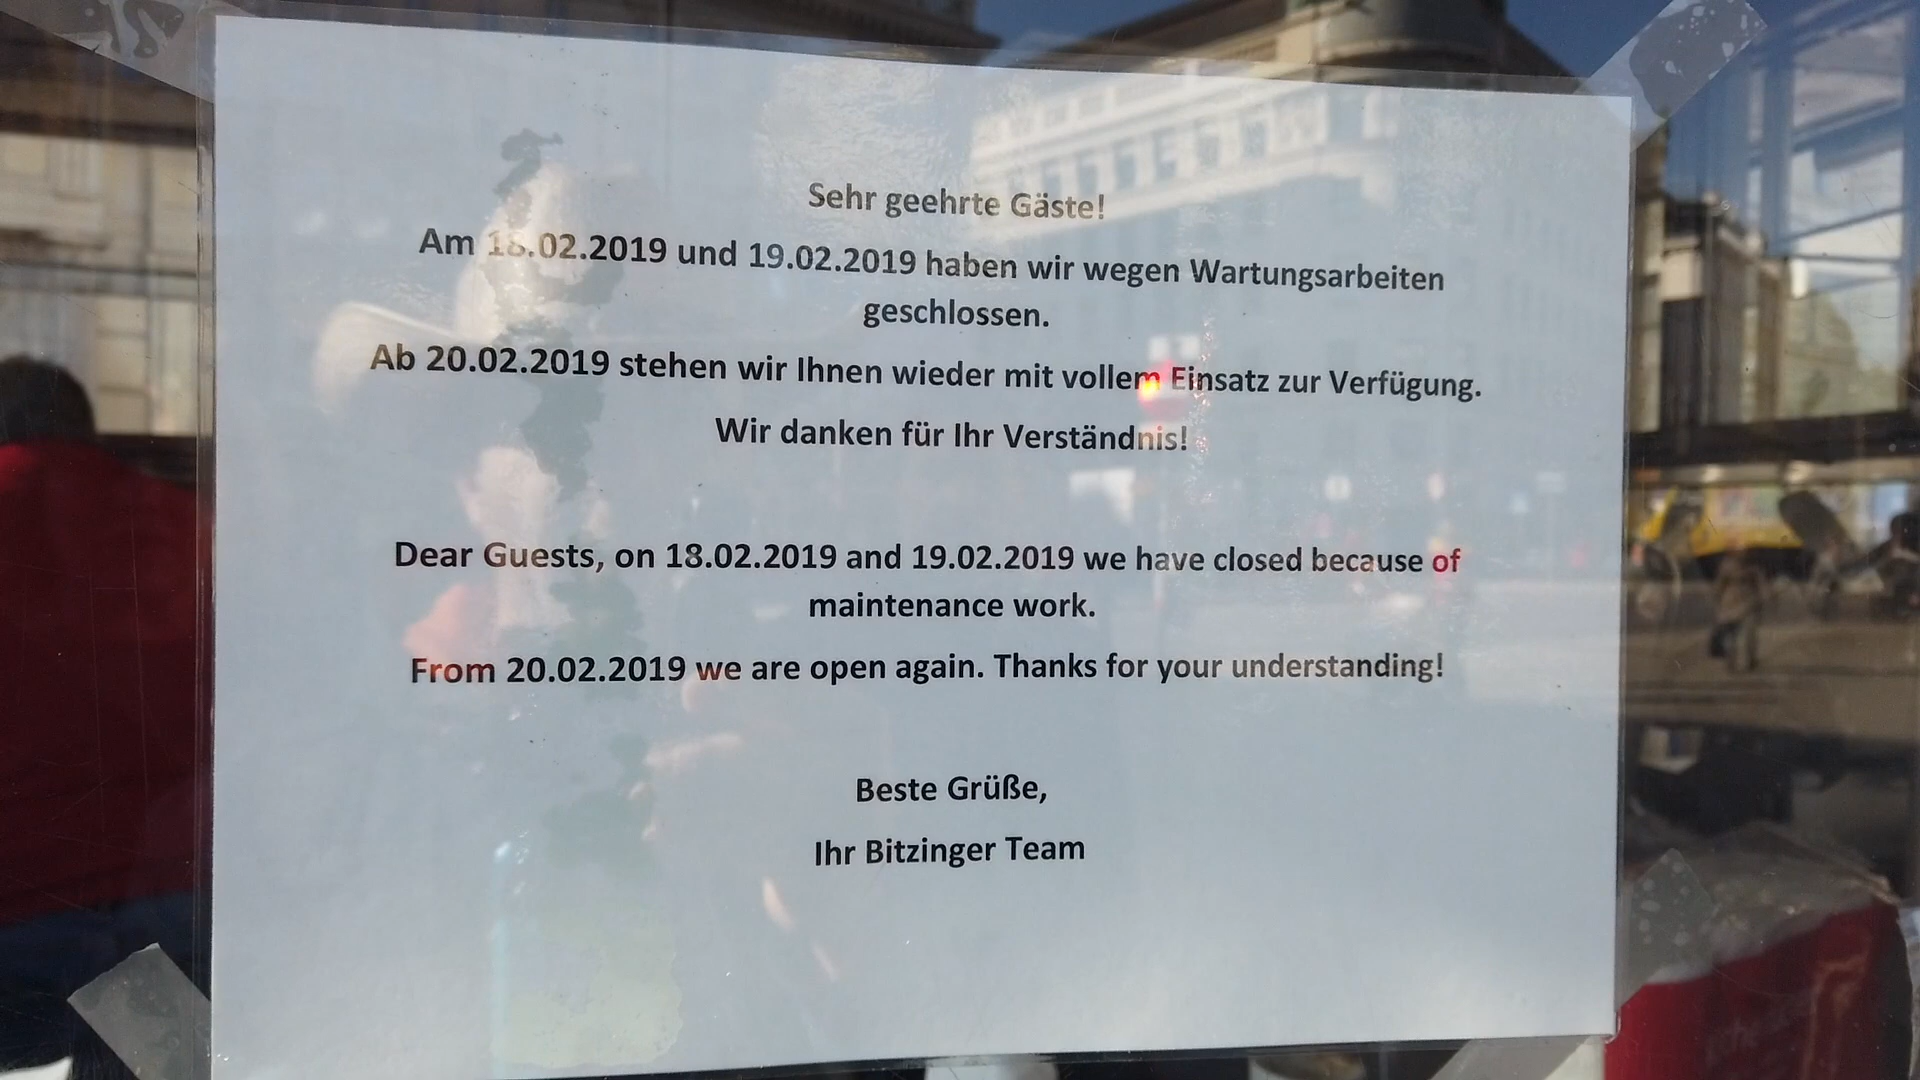 Sehr geehrte Gäste!
Am 18.02.2019 und 19.02.2019 haben wir wegen Wartungsarbeiten
geschlossen.
Ab 20.02.2019 stehen wir Ihnen wieder mit vollem Einsatz zur Verfügung.
Wir danken für Ihr Verständnis!
Dear Guests, on 18.02.2019 and 19.02.2019 we have closed because of
maintenance work.
From 20.02.2019 we are open again. Thanks for your understanding!
Beste Grüße,
Ihr Bitzinger Team